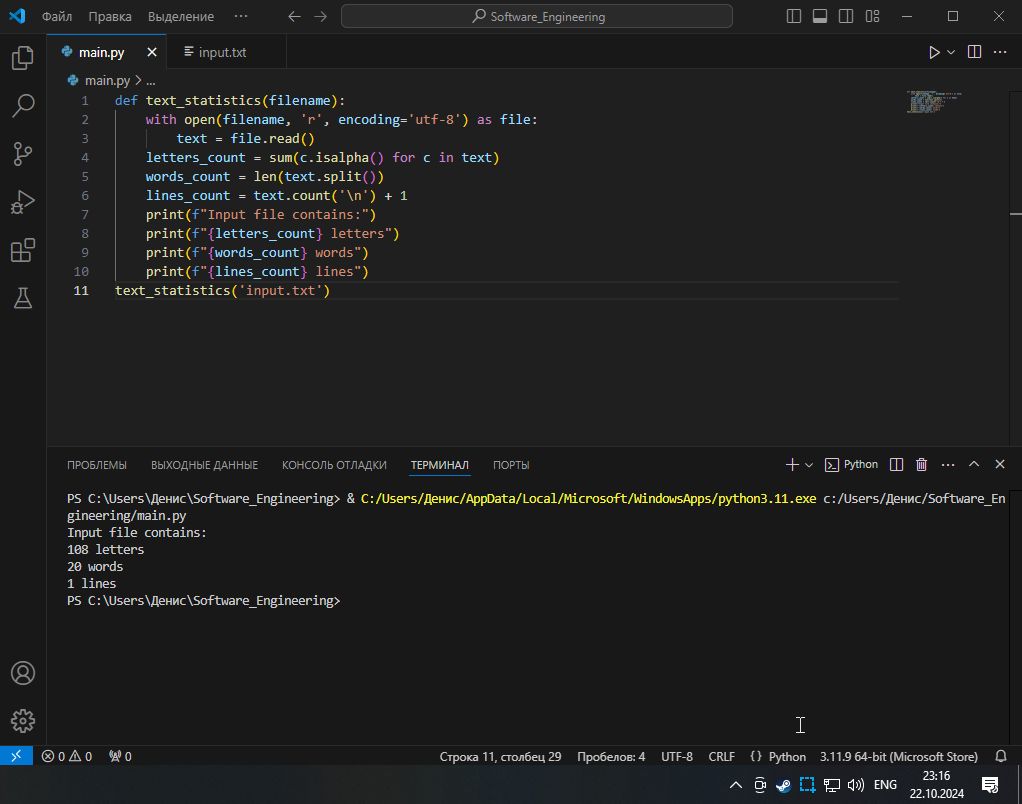 Файл Правка Выделение ··· Software_Engineering
main.py input.txt
main.py > ...
1 def text_statistics(filename):
2 with open(filename, 'r', encoding='utf-8') as file:
3 text = file.read()
4 letters_count = sum(c.isalpha() for c in text)
5 words_count = len(text.split())
6 lines_count = text.count('\n') + 1
7 print(f"Input file contains:")
8 print(f"{letters_count} letters")
9 print(f"{words_count} words")
10 print(f"{lines_count} lines")
11 text_statistics('input.txt')
ПРОБЛЕМЫ ВЫХОДНЫЕ ДАННЫЕ КОНСОЛЬ ОТЛАДКИ ТЕРМИНАЛ ПОРТЫ Python
PS C:\Users\Денис\Software_Engineering> & C:/Users/Денис/AppData/Local/Microsoft/WindowsApps/python3.11.exe c:/Users/Денис/Software_En
gineering/main.py
Input file contains:
108 letters
20 words
1 lines
PS C:\Users\Денис\Software_Engineering>
0 0 0 Строка 11, столбец 29 Пробелов: 4 UTF-8 CRLF {} Python 3.11.9 64-bit (Microsoft Store)
ENG 23:16
22.10.2024